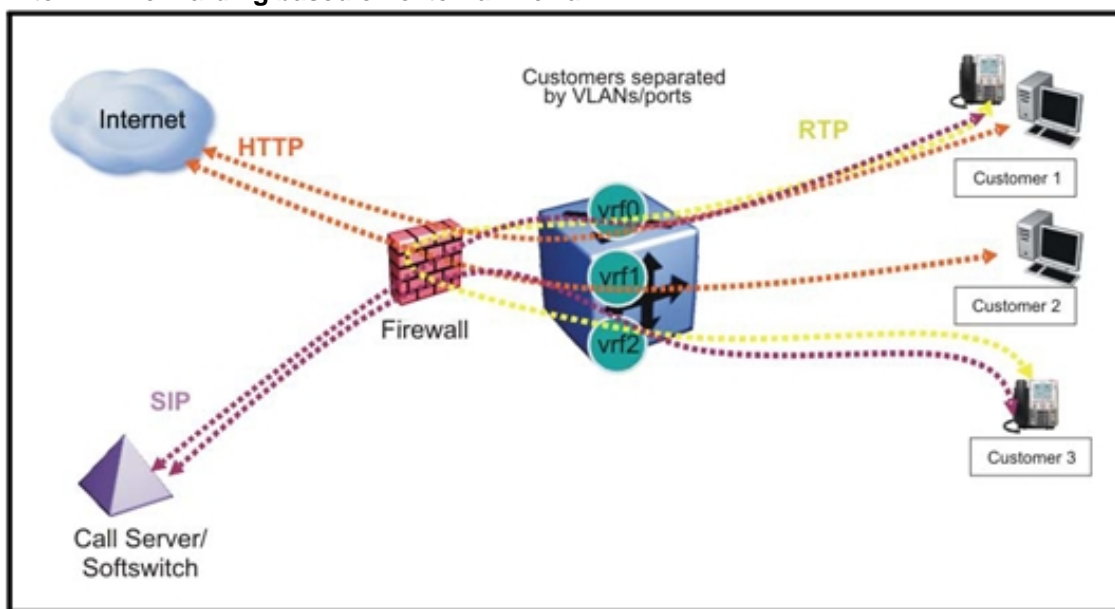 Customers separated
by VLANs/ports
Internet
HTTP
RTP
Customer 1
vrf0
vrf1
Customer 2
Firewall
vrf2
SIP
Customer 3
Call Server/
Softswitch